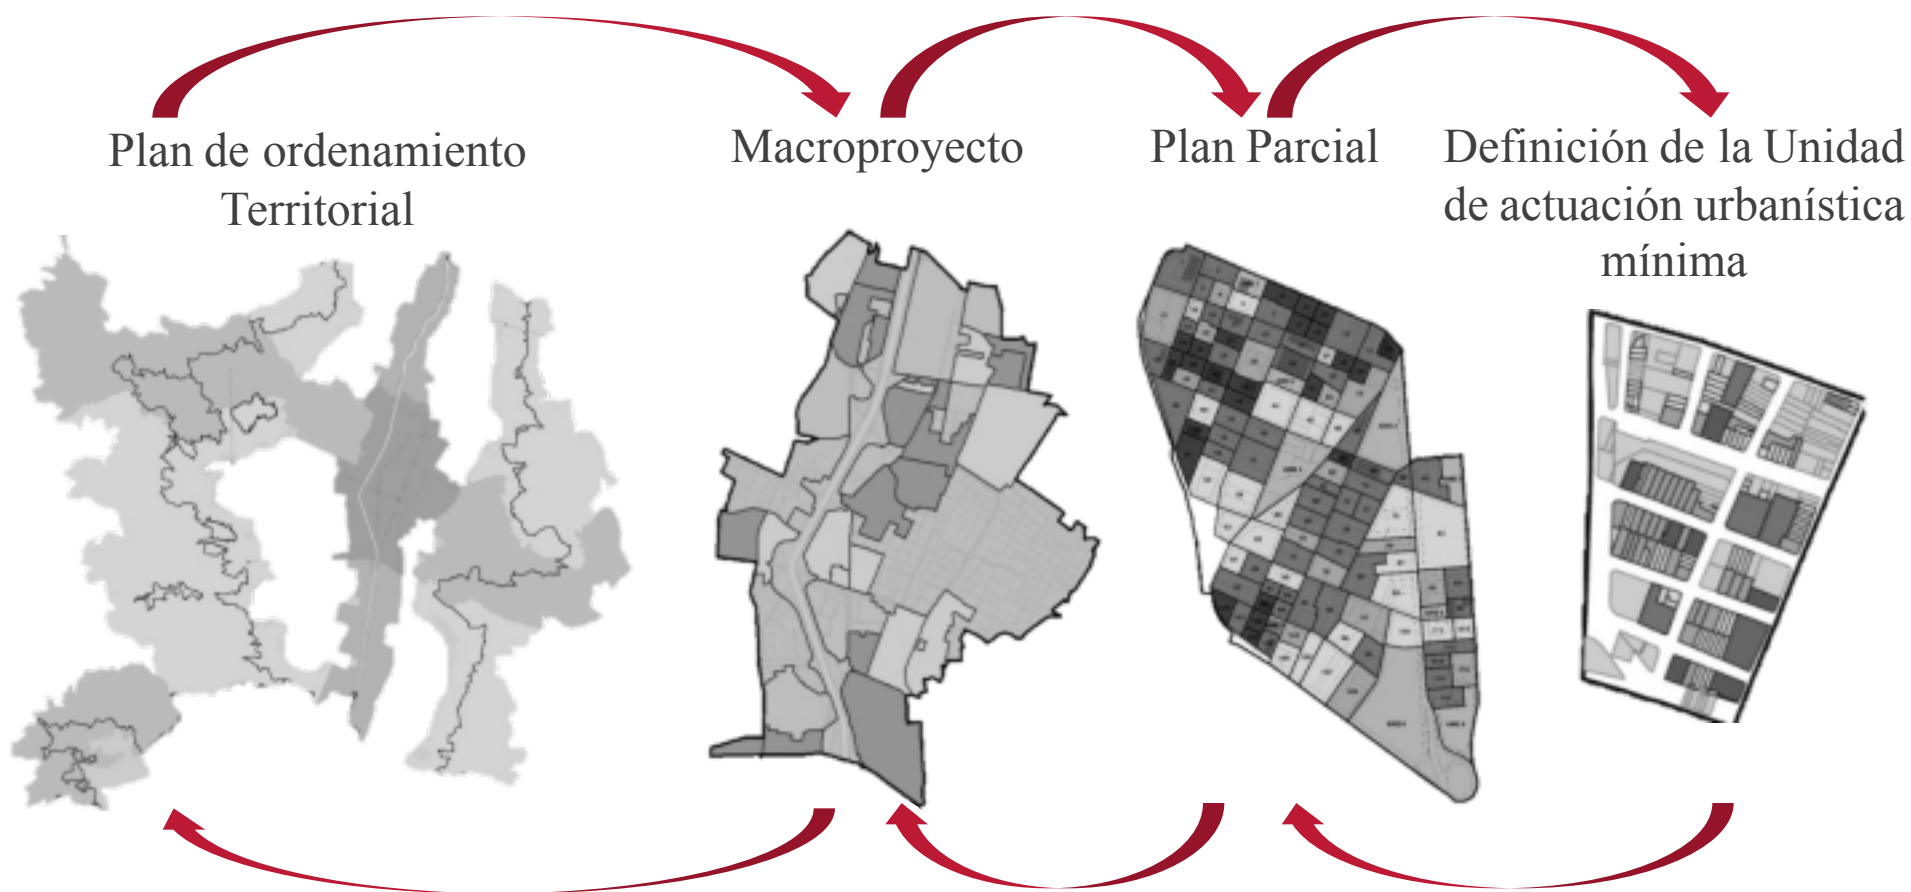 Plan de ordenamiento
Territorial
Macroproyecto
Plan Parcial
Definición de la Unidad
de actuación urbanística
mínima